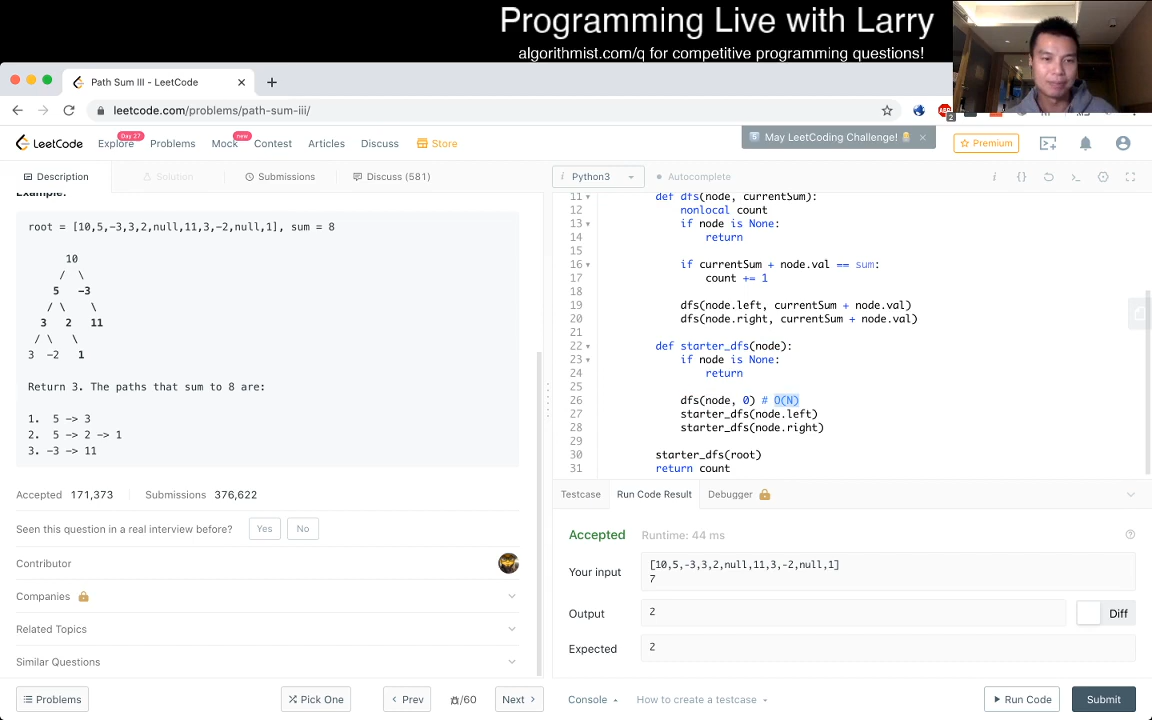 Programming Live with Larry
algorithmist.com/q for competitive programming questions!
Path Sum III - LeetCode
leetcode.com/problems/path-sum-iii/
LeetCode
Explore
Day 27
Problems
Mock
new
Contest
Articles
Discuss
Store
May LeetCoding Challenge!
Premium
Description
Solution
Submissions
Discuss (581)
i Python3
Autocomplete
Example:
root = [10,5,-3,3,2,null,11,3,-2,null,1], sum = 8
10
/ \
5 -3
/ \ \
3 2 11
/ \ \
3 -2 1
Return 3. The paths that sum to 8 are:
1. 5 -> 3
2. 5 -> 2 -> 1
3. -3 -> 11
Accepted 171,373 Submissions 376,622
Seen this question in a real interview before? Yes No
Contributor
Companies
Related Topics
Similar Questions
Problems
Pick One
Prev
/60
Next
11 def dfs(node, currentSum):
12 nonlocal count
13 if node is None:
14 return
15
16 if currentSum + node.val == sum:
17 count += 1
18
19 dfs(node.left, currentSum + node.val)
20 dfs(node.right, currentSum + node.val)
21
22 def starter_dfs(node):
23 if node is None:
24 return
25
26 dfs(node, 0) # O(N)
27 starter_dfs(node.left)
28 starter_dfs(node.right)
29
30 starter_dfs(root)
31 return count
Testcase
Run Code Result
Debugger
Accepted Runtime: 44 ms
Your input
[10,5,-3,3,2,null,11,3,-2,null,1]
7
Output
2
Diff
Expected
2
Console
How to create a testcase
Run Code
Submit